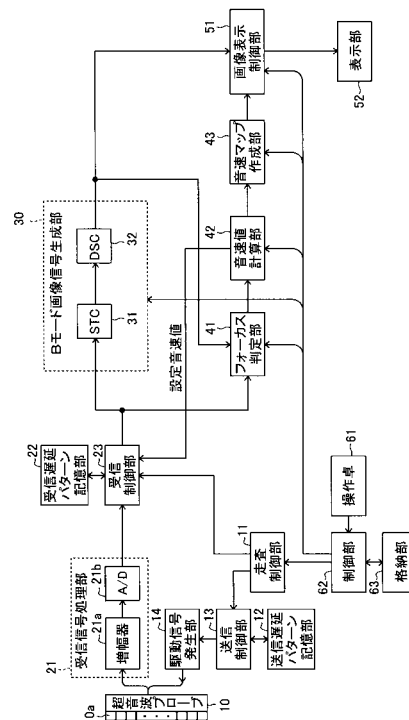 0a
10
超音波プローブ
21
受信信号処理部
21a
増幅器
21b
A/D
14
駆動信号
発生部
13
送信
制御部
12
送信遅延
パターン
記憶部
11
走査
制御部
22
受信遅延
パターン
記憶部
23
受信
制御部
30
Bモード画像信号生成部
STC
31
DSC
32
設定音速値
41
フォーカス
判定部
42
音速値
計算部
43
音速マップ
作成部
51
画像表示
制御部
52
表示部
61
操作卓
62
制御部
63
格納部